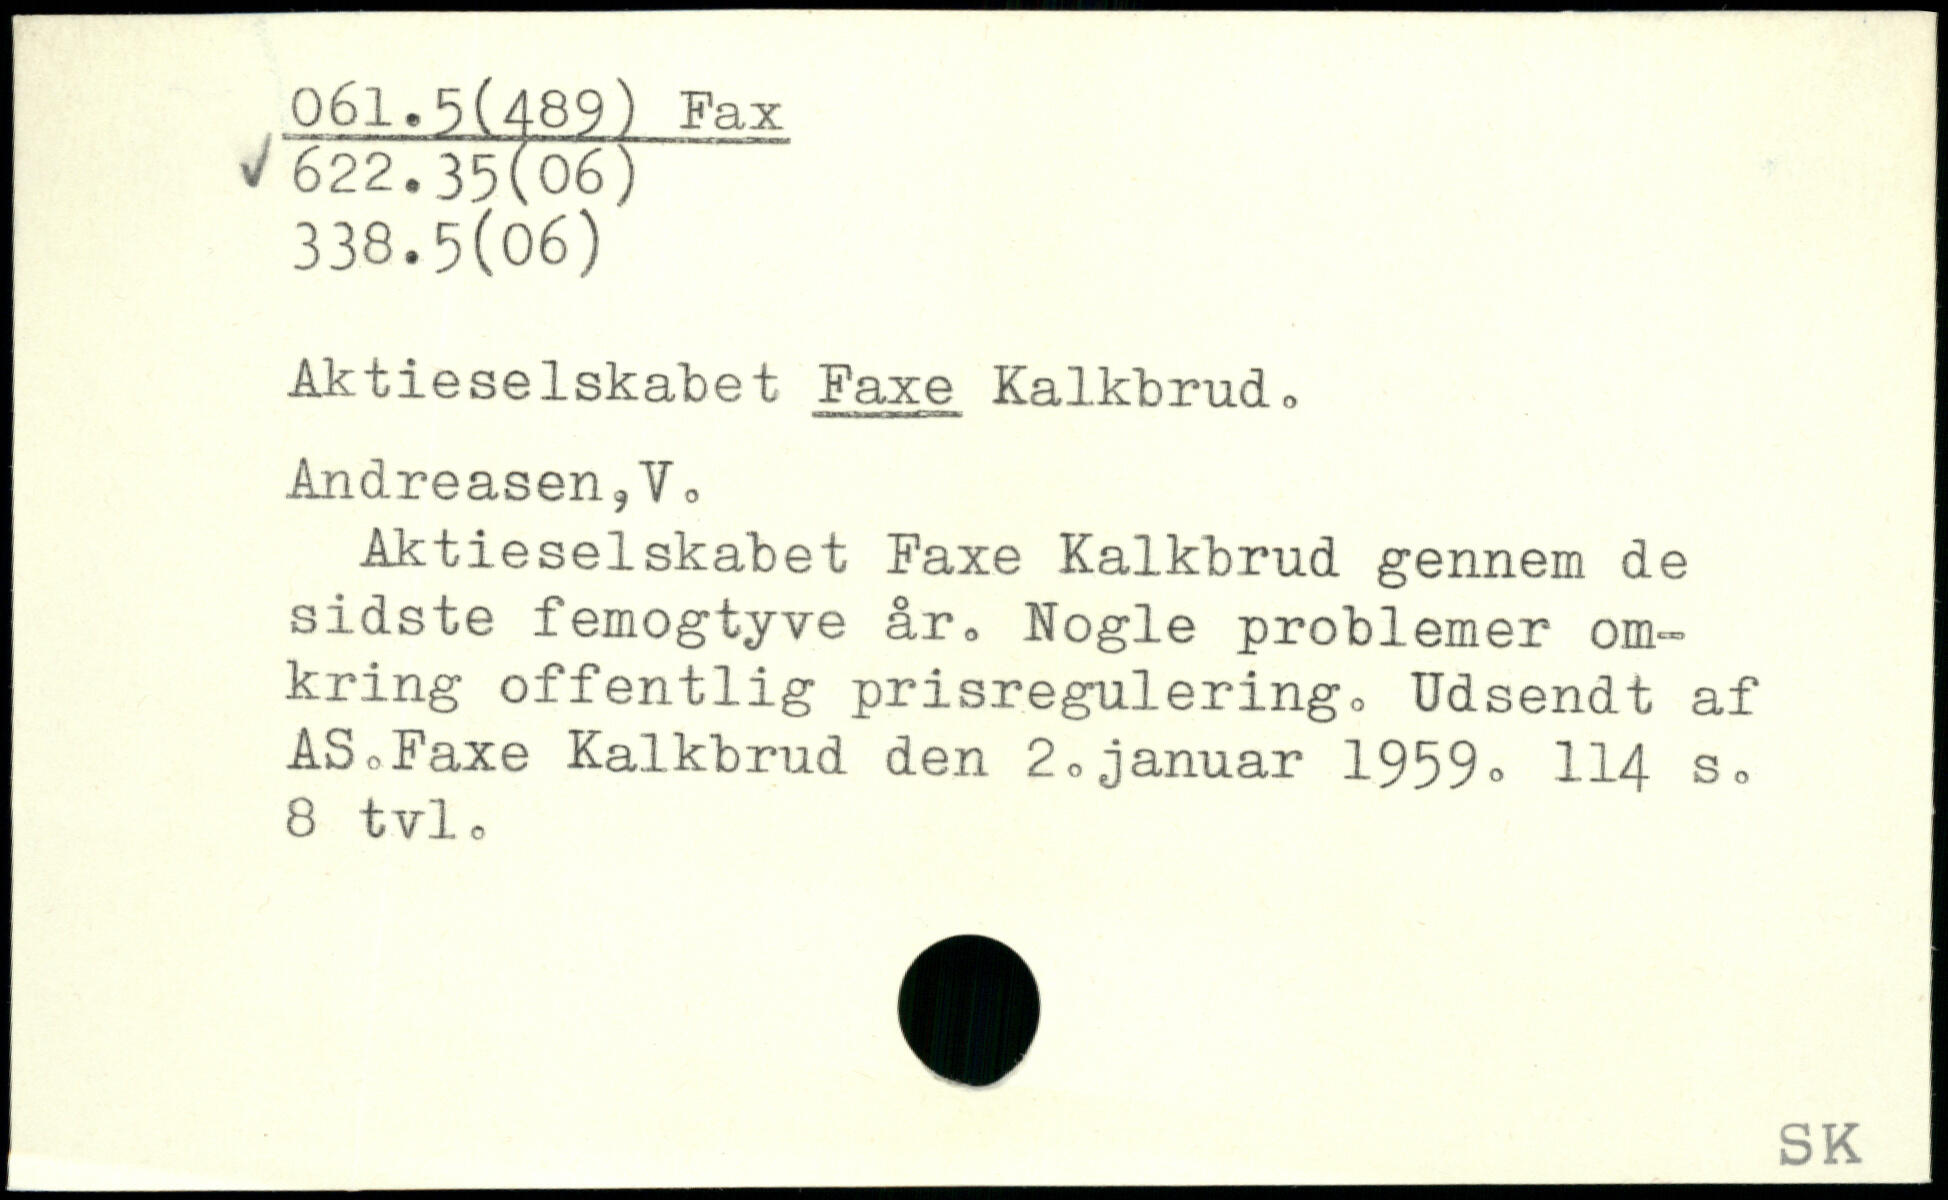 061.5(489) Fax
✓ 622.35(06)
338.5(06)
Aktieselskabet Faxe Kalkbrud.
Andreasen,V.
Aktieselskabet Faxe Kalkbrud gennem de
sidste femogtyve år. Nogle problemer om-
kring offentlig prisregulering. Udsendt af
AS.Faxe Kalkbrud den 2.januar 1959. 114 s.
8 tvl.
SK